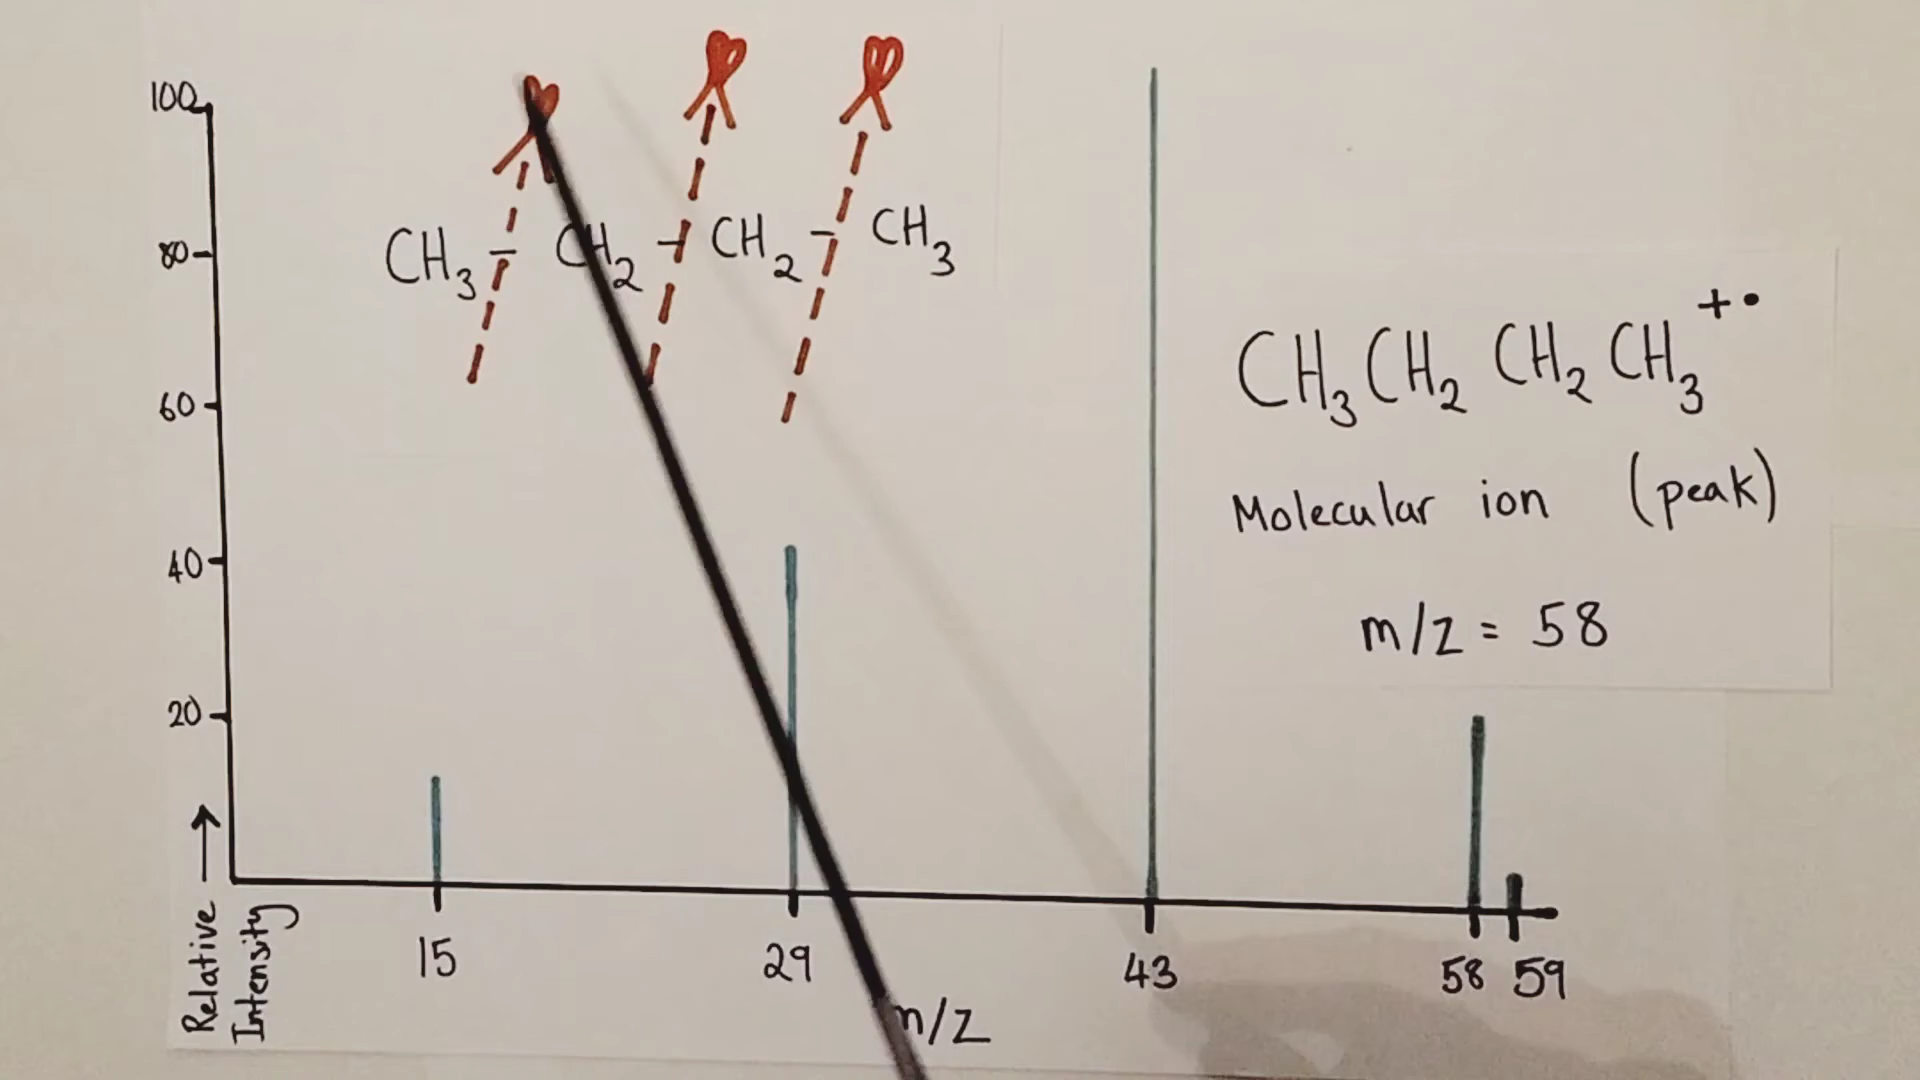 100
80
60
40
20
CH3 - CH2 - CH2 - CH3
CH3CH2CH2CH3+•
Molecular ion (peak)
m/z = 58
Relative
Intensity
15
29
43
58
59
m/z